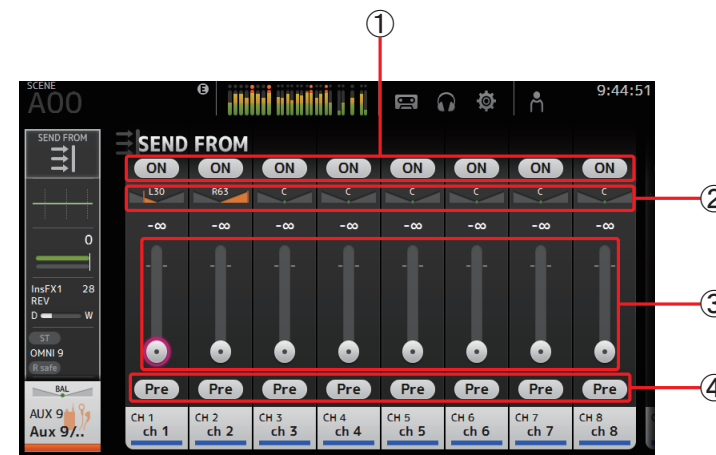 ①
SCENE
A00
E
9:44:51
SEND FROM
SEND FROM
ON ON ON ON ON ON ON ON
②
L30 R63 C C C C C C
-∞ -∞ -∞ -∞ -∞ -∞ -∞ -∞
0
③
InsFX1 28
REV
D W
ST
OMNI 9
R safe
BAL
Pre Pre Pre Pre Pre Pre Pre Pre
④
AUX 9
Aux 9/..
CH 1 CH 2 CH 3 CH 4 CH 5 CH 6 CH 7 CH 8
ch 1 ch 2 ch 3 ch 4 ch 5 ch 6 ch 7 ch 8